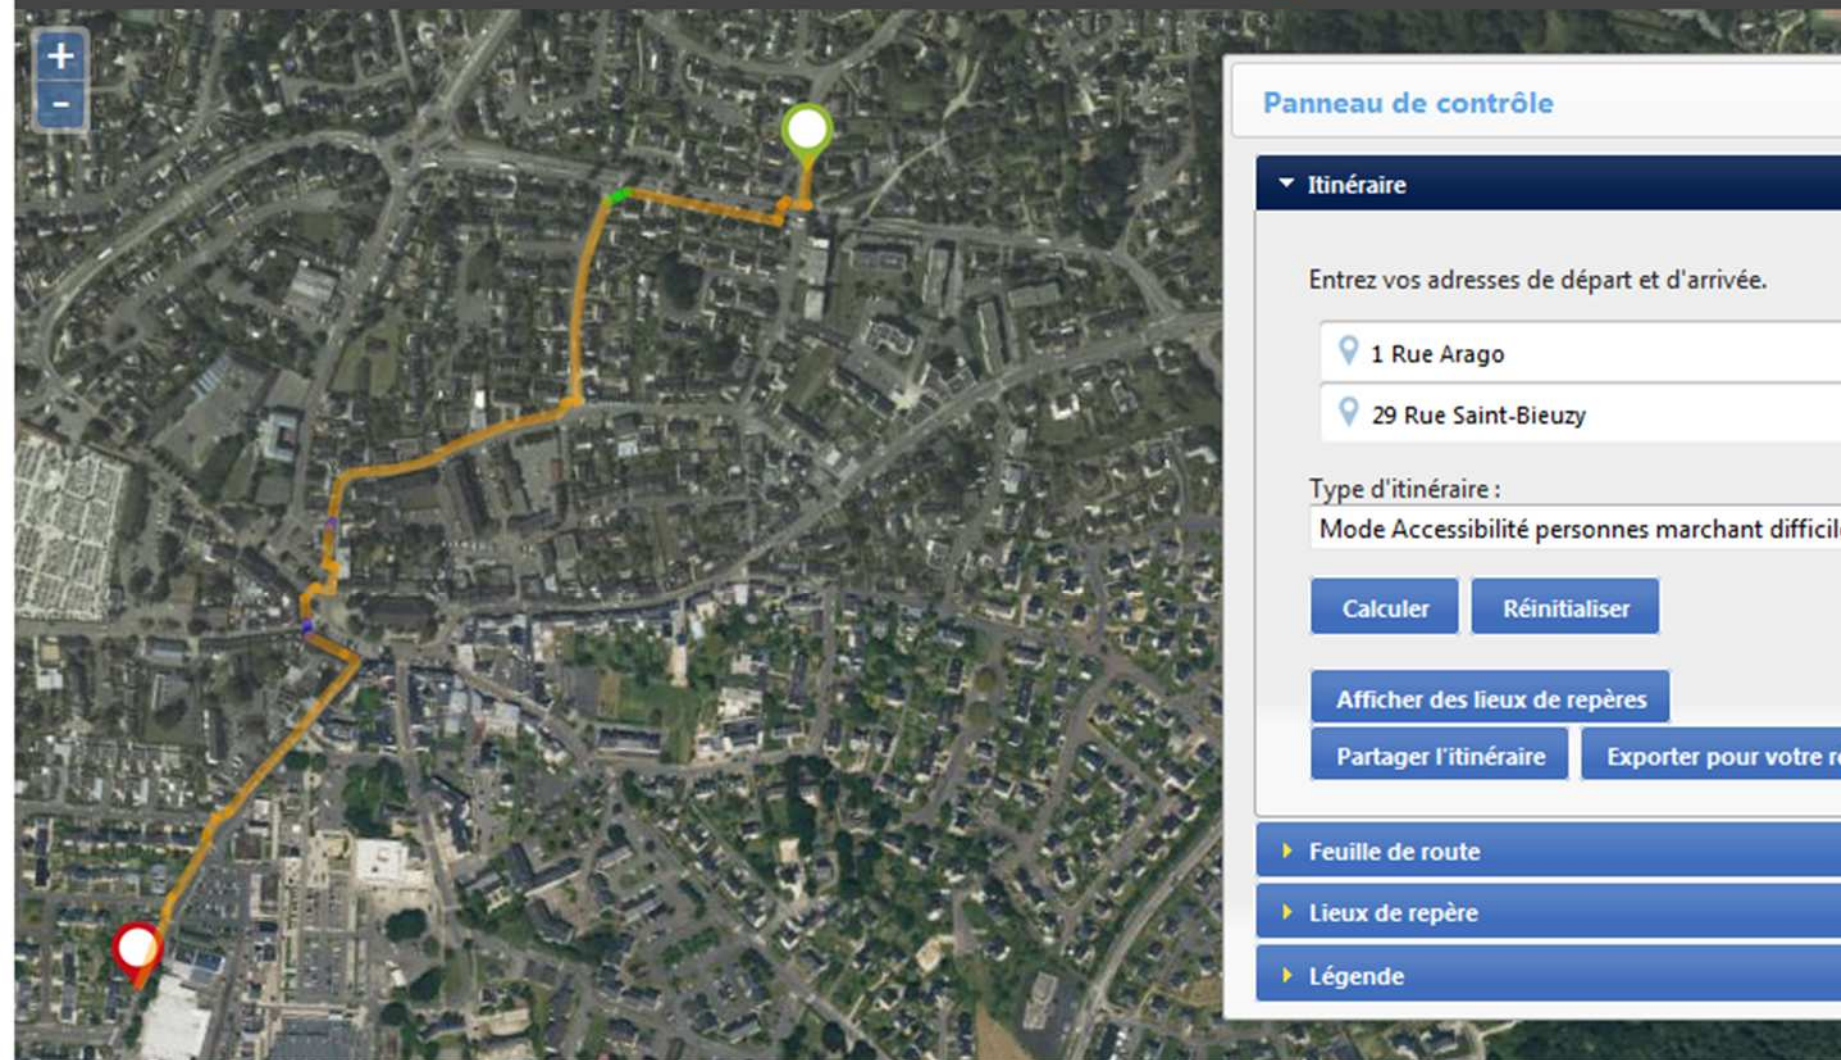 +
-
Panneau de contrôle
Itinéraire
Entrez vos adresses de départ et d'arrivée.
1 Rue Arago
29 Rue Saint-Bieuzy
Type d'itinéraire :
Mode Accessibilité personnes marchant difficil
Calculer Réinitialiser
Afficher des lieux de repères
Partager l'itinéraire Exporter pour votre r
Feuille de route
Lieux de repère
Légende